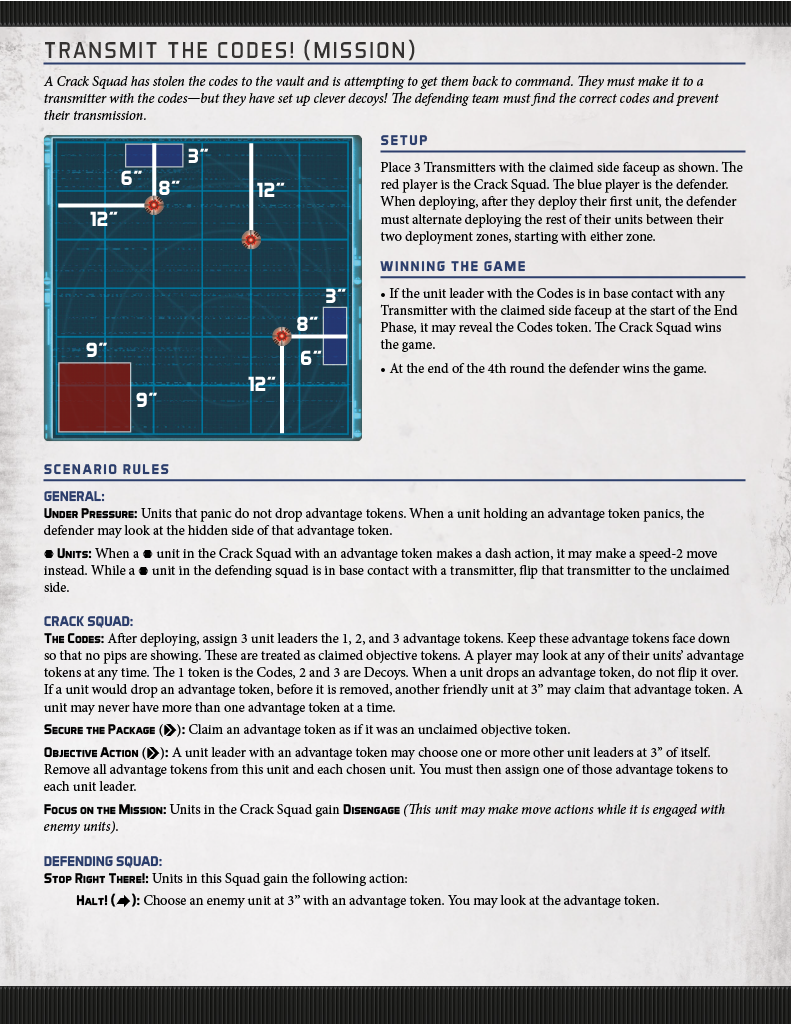 TRANSMIT THE CODES! (MISSION)
A Crack Squad has stolen the codes to the vault and is attempting to get them back to command. They must make it to a
transmitter with the codes—but they have set up clever decoys! The defending team must find the correct codes and prevent
their transmission.
3”
6”
8”
12”
12”
3”
8”
6”
12”
9”
9”
SETUP
Place 3 Transmitters with the claimed side faceup as shown. The
red player is the Crack Squad. The blue player is the defender.
When deploying, after they deploy their first unit, the defender
must alternate deploying the rest of their units between their
two deployment zones, starting with either zone.
WINNING THE GAME
• If the unit leader with the Codes is in base contact with any
Transmitter with the claimed side faceup at the start of the End
Phase, it may reveal the Codes token. The Crack Squad wins
the game.
• At the end of the 4th round the defender wins the game.
SCENARIO RULES
GENERAL:
Under Pressure: Units that panic do not drop advantage tokens. When a unit holding an advantage token panics, the
defender may look at the hidden side of that advantage token.
Units: When a unit in the Crack Squad with an advantage token makes a dash action, it may make a speed-2 move
instead. While a unit in the defending squad is in base contact with a transmitter, flip that transmitter to the unclaimed
side.
CRACK SQUAD:
The Codes: After deploying, assign 3 unit leaders the 1, 2, and 3 advantage tokens. Keep these advantage tokens face down
so that no pips are showing. These are treated as claimed objective tokens. A player may look at any of their units’ advantage
tokens at any time. The 1 token is the Codes, 2 and 3 are Decoys. When a unit drops an advantage token, do not flip it over.
If a unit would drop an advantage token, before it is removed, another friendly unit at 3” may claim that advantage token. A
unit may never have more than one advantage token at a time.
Secure the Package ( ): Claim an advantage token as if it was an unclaimed objective token.
Objective Action ( ): A unit leader with an advantage token may choose one or more other unit leaders at 3” of itself.
Remove all advantage tokens from this unit and each chosen unit. You must then assign one of those advantage tokens to
each unit leader.
Focus on the Mission: Units in the Crack Squad gain Disengage (This unit may make move actions while it is engaged with
enemy units).
DEFENDING SQUAD:
Stop Right There!: Units in this Squad gain the following action:
Halt! ( ): Choose an enemy unit at 3” with an advantage token. You may look at the advantage token.